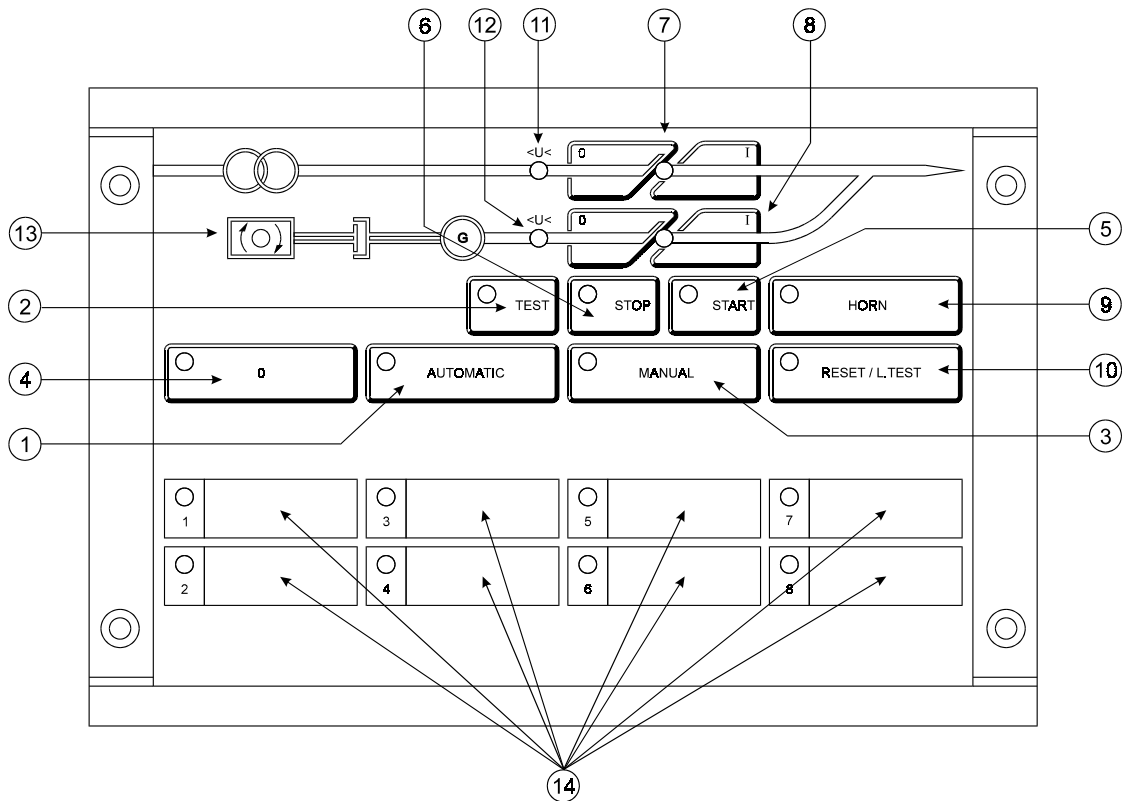 6 12 11 7 8
<U< 0 I
13 <U< 0 I 5
G
2 TEST STOP START HORN 9
4 0 AUTOMATIC MANUAL RESET / L.TEST 10
1 3
1 3 5 7
2 4 6 8
14